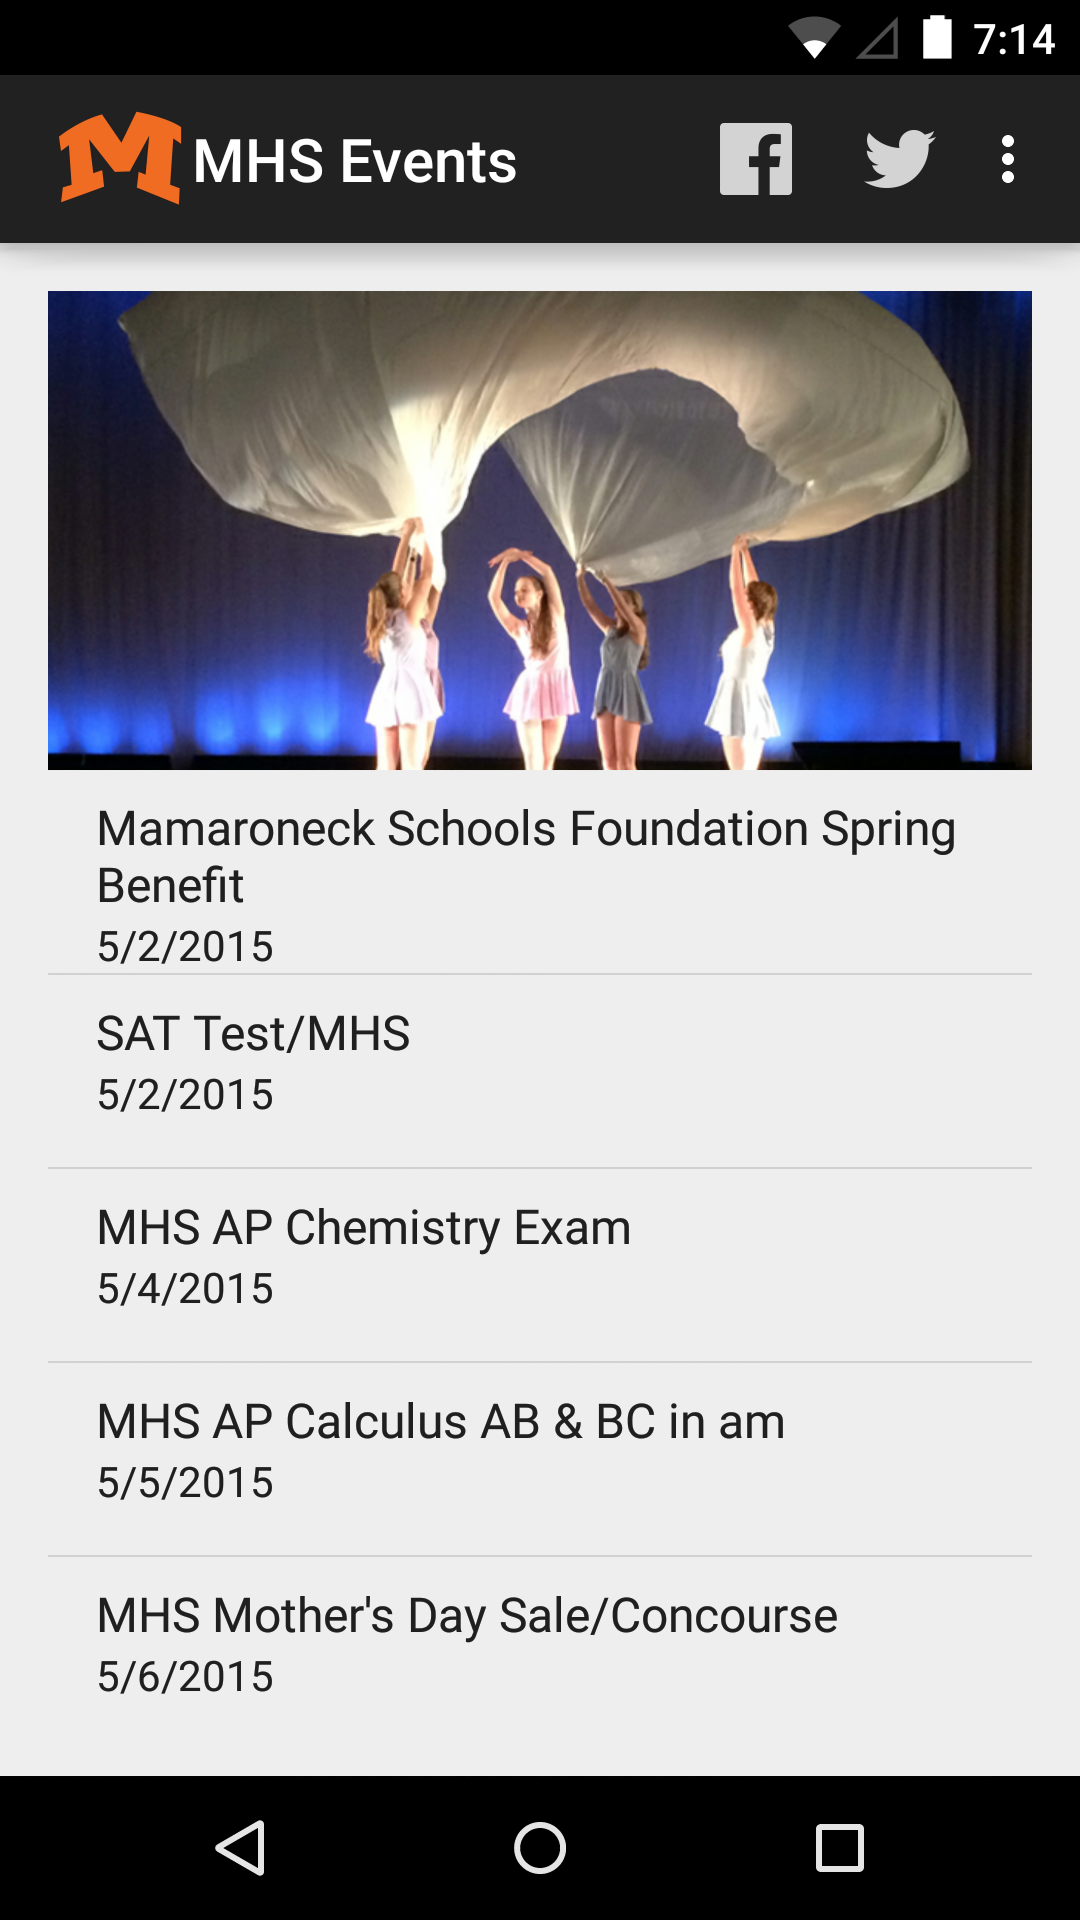 7:14
M MHS Events
Mamaroneck Schools Foundation Spring
Benefit
5/2/2015
SAT Test/MHS
5/2/2015
MHS AP Chemistry Exam
5/4/2015
MHS AP Calculus AB & BC in am
5/5/2015
MHS Mother's Day Sale/Concourse
5/6/2015